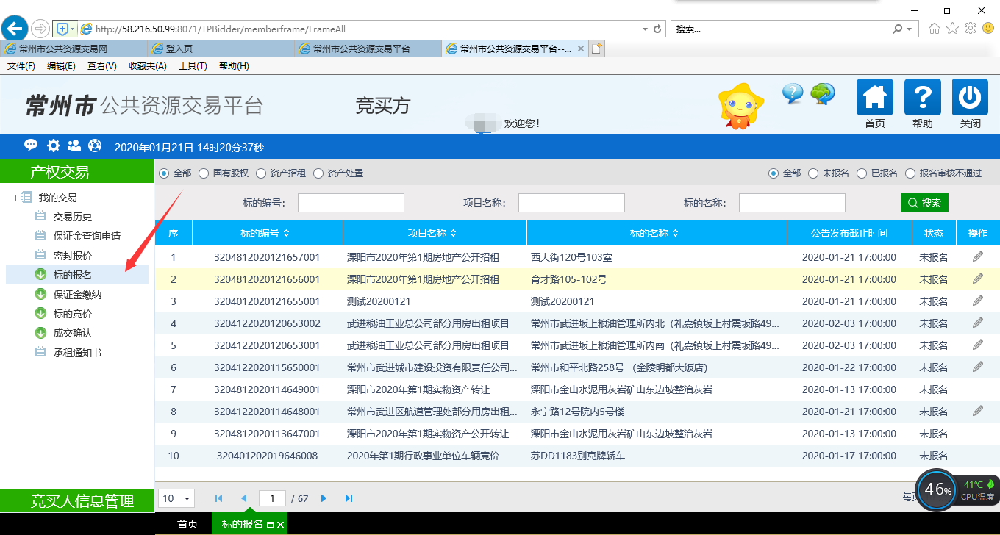 http://58.216.50.99:8071/TPBidder/memberframe/FrameAll
搜索...
常州市公共资源交易网
登入页
常州市公共资源交易平台
常州市公共资源交易平台--...
文件(F) 编辑(E) 查看(V) 收藏夹(A) 工具(T) 帮助(H)
常州市公共资源交易平台
竞买方
欢迎您!
首页 帮助 关闭
2020年01月21日 14时20分37秒
产权交易
我的交易
交易历史
保证金查询申请
密封报价
标的报名
保证金缴纳
标的竞价
成交确认
承租通知书
竞买人信息管理
全部 国有股权 资产招租 资产处置
全部 未报名 已报名 报名审核不通过
标的编号: 项目名称: 标的名称: 搜索
序 标的编号 项目名称 标的名称 公告发布截止时间 状态 操作
1 3204812020121657001 溧阳市2020年第1期房地产公开招租 西大街120号103室 2020-01-21 17:00:00 未报名
2 3204812020121656001 溧阳市2020年第1期房地产公开招租 育才路105-102号 2020-01-21 17:00:00 未报名
3 3204012020121655001 测试20200121 测试20200121 2020-01-21 17:00:00 未报名
4 3204122020120653002 武进粮油工业总公司部分用房出租项目 常州市武进坂上粮油管理所内北（礼嘉镇坂上村震坂路49... 2020-02-03 17:00:00 未报名
5 3204122020120653001 武进粮油工业总公司部分用房出租项目 常州市武进坂上粮油管理所内南（礼嘉镇坂上村震坂路49... 2020-02-03 17:00:00 未报名
6 3204122020115650001 常州市武进城市建设投资有限责任公司... 常州市和平北路258号 （金陵明都大饭店） 2020-01-22 17:00:00 未报名
7 3204812020114649001 溧阳市2020年第1期实物资产转让 溧阳市金山水泥用灰岩矿山东边坡整治灰岩 2020-01-13 17:00:00 未报名
8 3204122020114648001 常州市武进区航道管理处部分用房出租... 永宁路12号院内5号楼 2020-01-21 17:00:00 未报名
9 3204812020113647001 溧阳市2020年第1期实物资产公开转让 溧阳市金山水泥用灰岩矿山东边坡整治灰岩 2020-01-13 17:00:00 未报名
10 320401202019646008 2020年第1期行政事业单位车辆竞价 苏DD1183别克牌轿车 2020-01-17 17:00:00 未报名
10 1 / 67 每页
46% 41℃
CPU温度
首页 标的报名